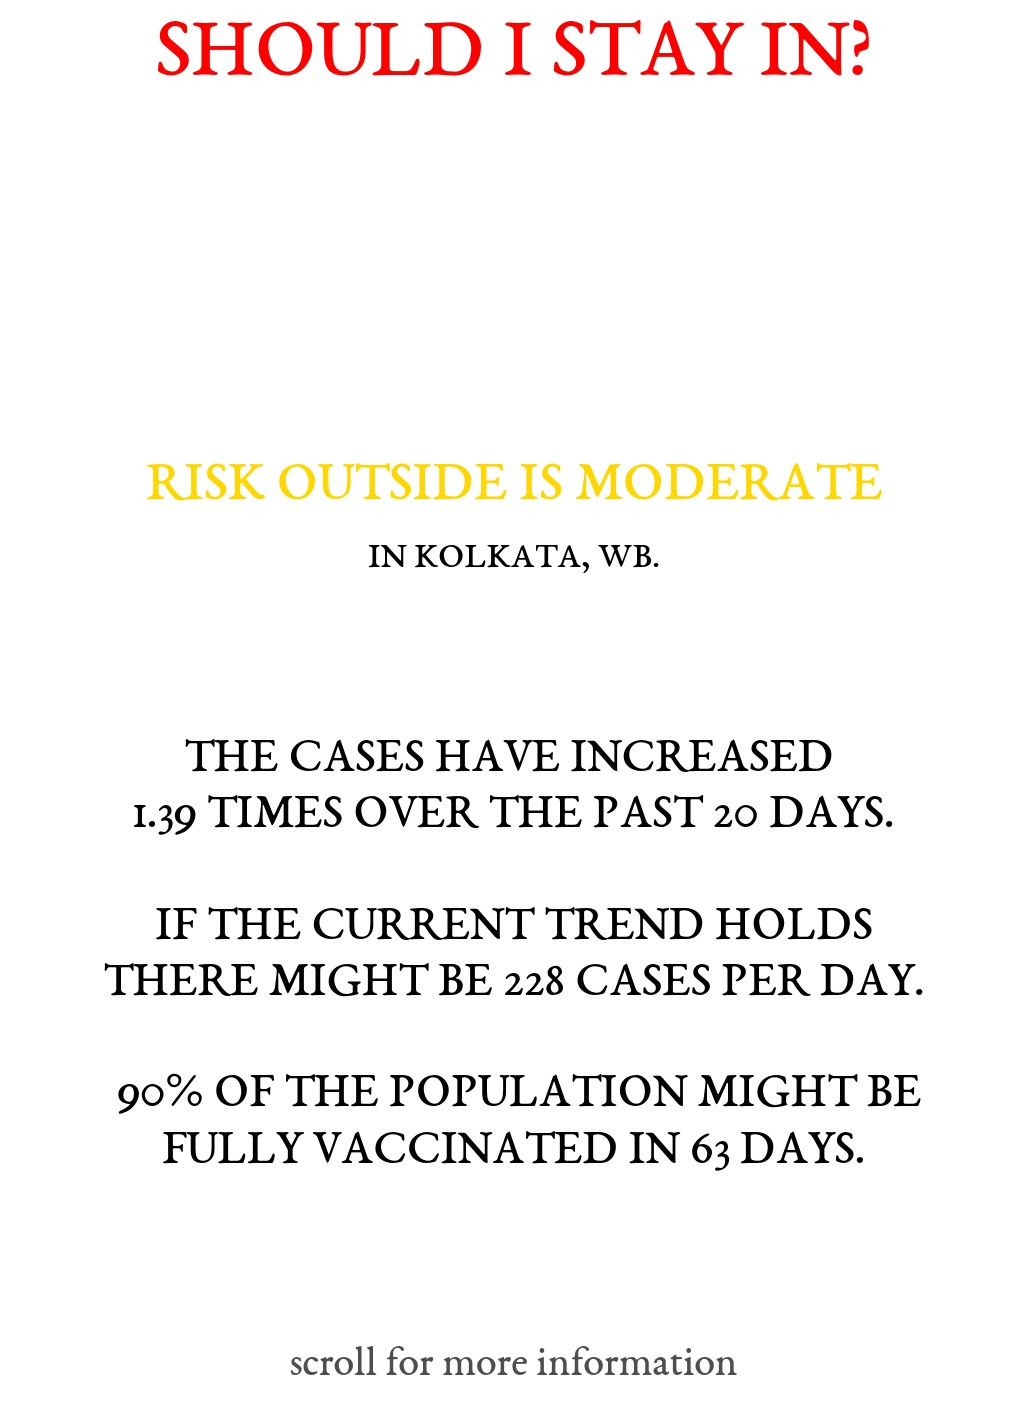 SHOULD I STAY IN?
RISK OUTSIDE IS MODERATE
IN KOLKATA, WB.
THE CASES HAVE INCREASED
1.39 TIMES OVER THE PAST 20 DAYS.
IF THE CURRENT TREND HOLDS
THERE MIGHT BE 228 CASES PER DAY.
90% OF THE POPULATION MIGHT BE
FULLY VACCINATED IN 63 DAYS.
scroll for more information